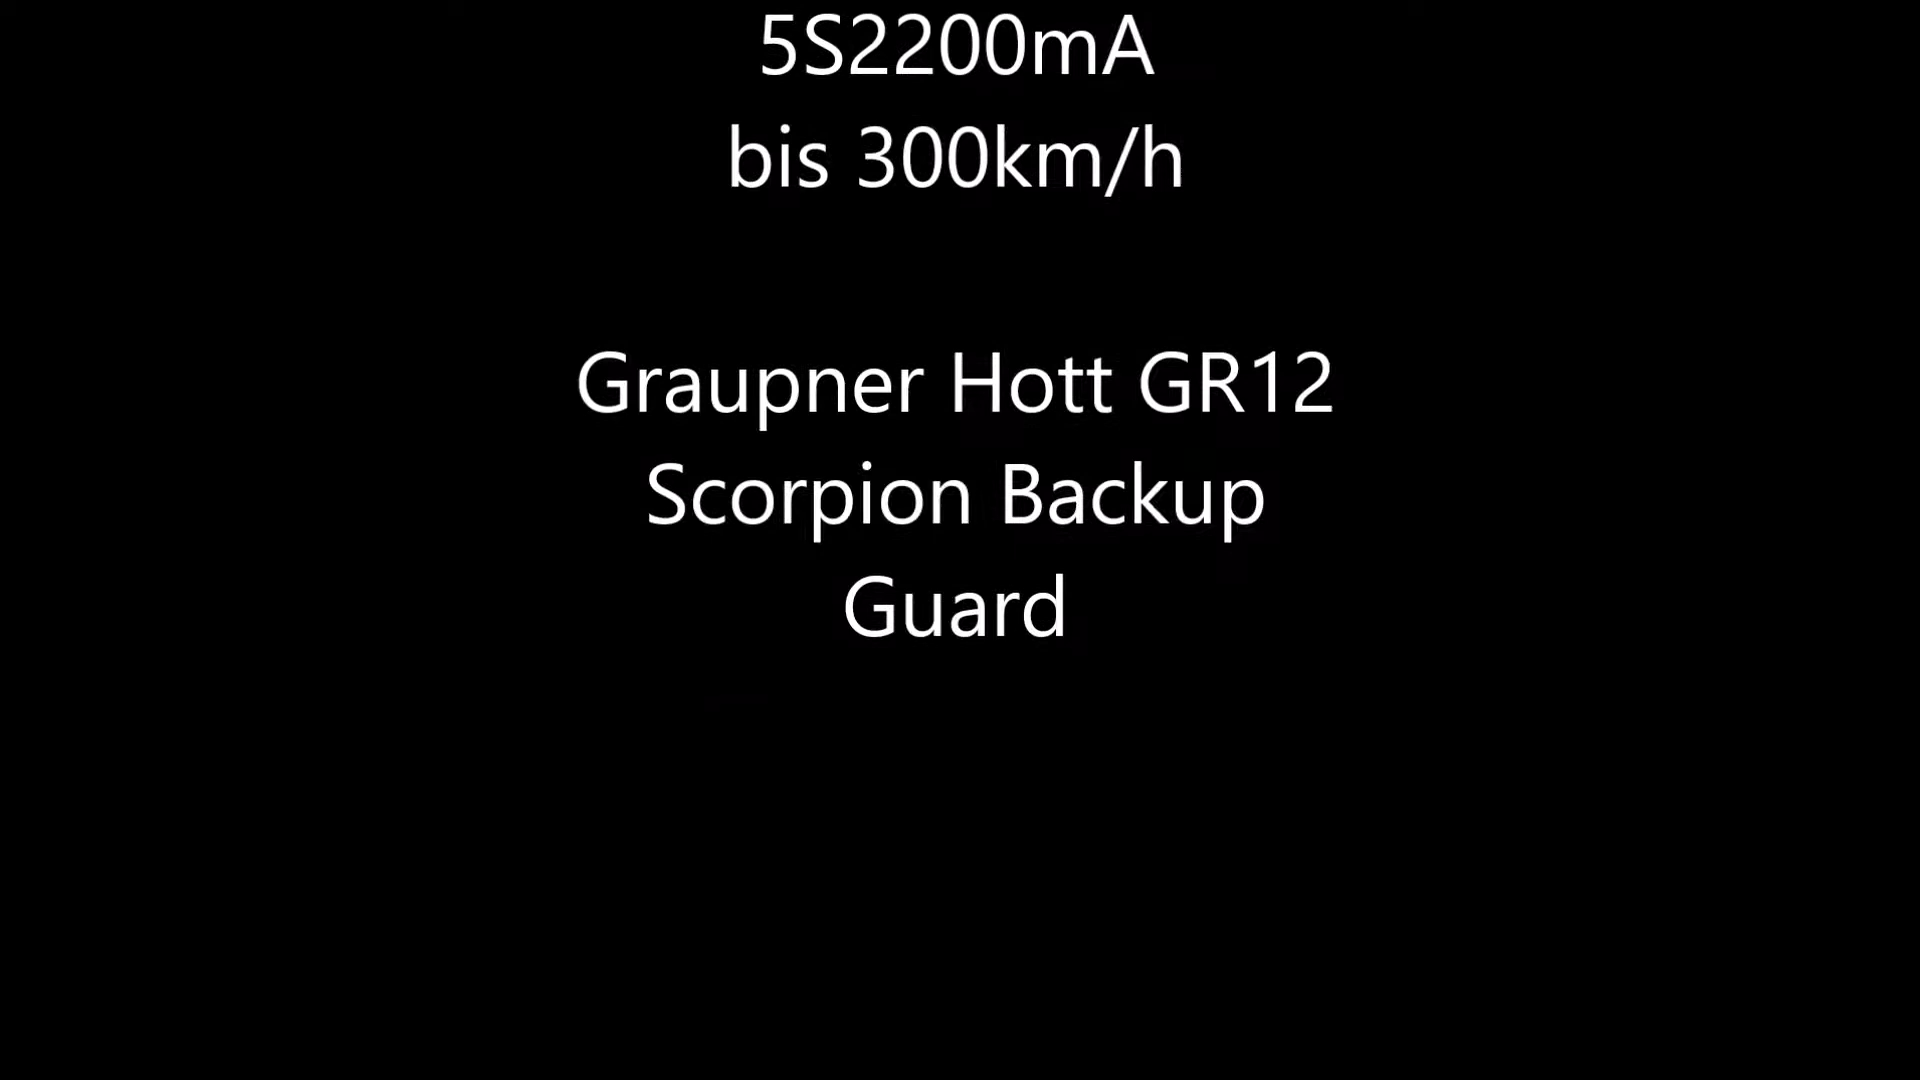 5S2200mA
bis 300km/h
Graupner Hott GR12
Scorpion Backup
Guard